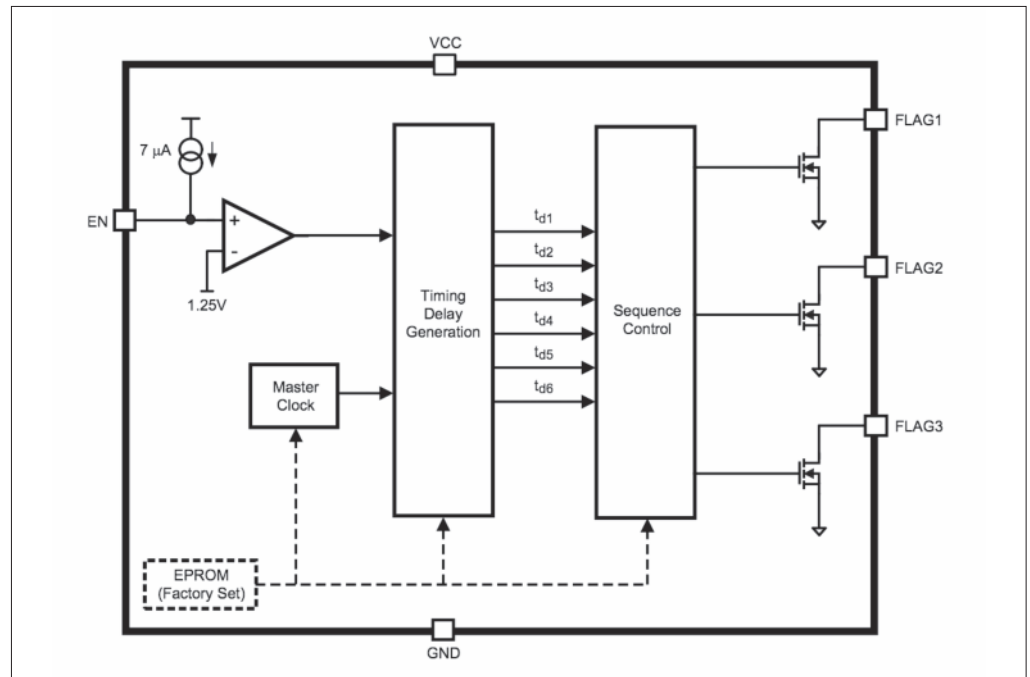 VCC
7 µA
EN
+
-
1.25V
Timing
Delay
Generation
Master
Clock
EPROM
(Factory Set)
td1
td2
td3
td4
td5
td6
Sequence
Control
FLAG1
FLAG2
FLAG3
GND